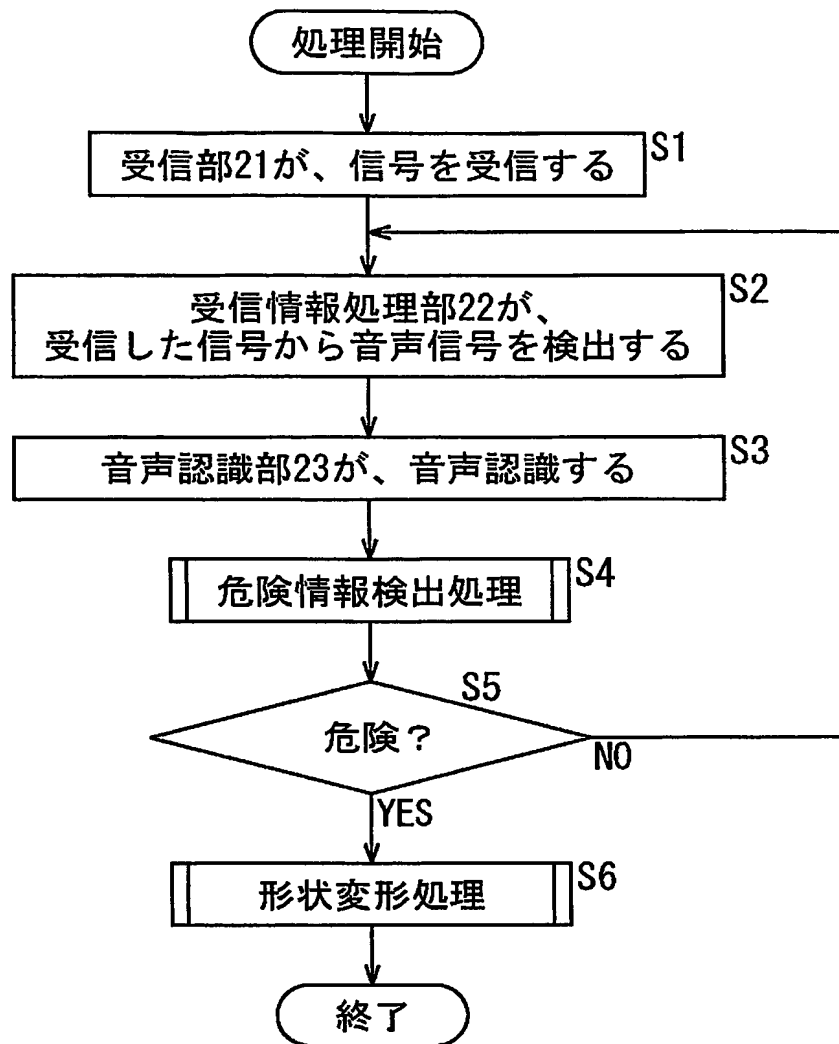 処理開始
受信部21が、信号を受信する
S1
受信情報処理部22が、
受信した信号から音声信号を検出する
S2
音声認識部23が、音声認識する
S3
危険情報検出処理
S4
S5
危険？
NO
YES
形状変形処理
S6
終了